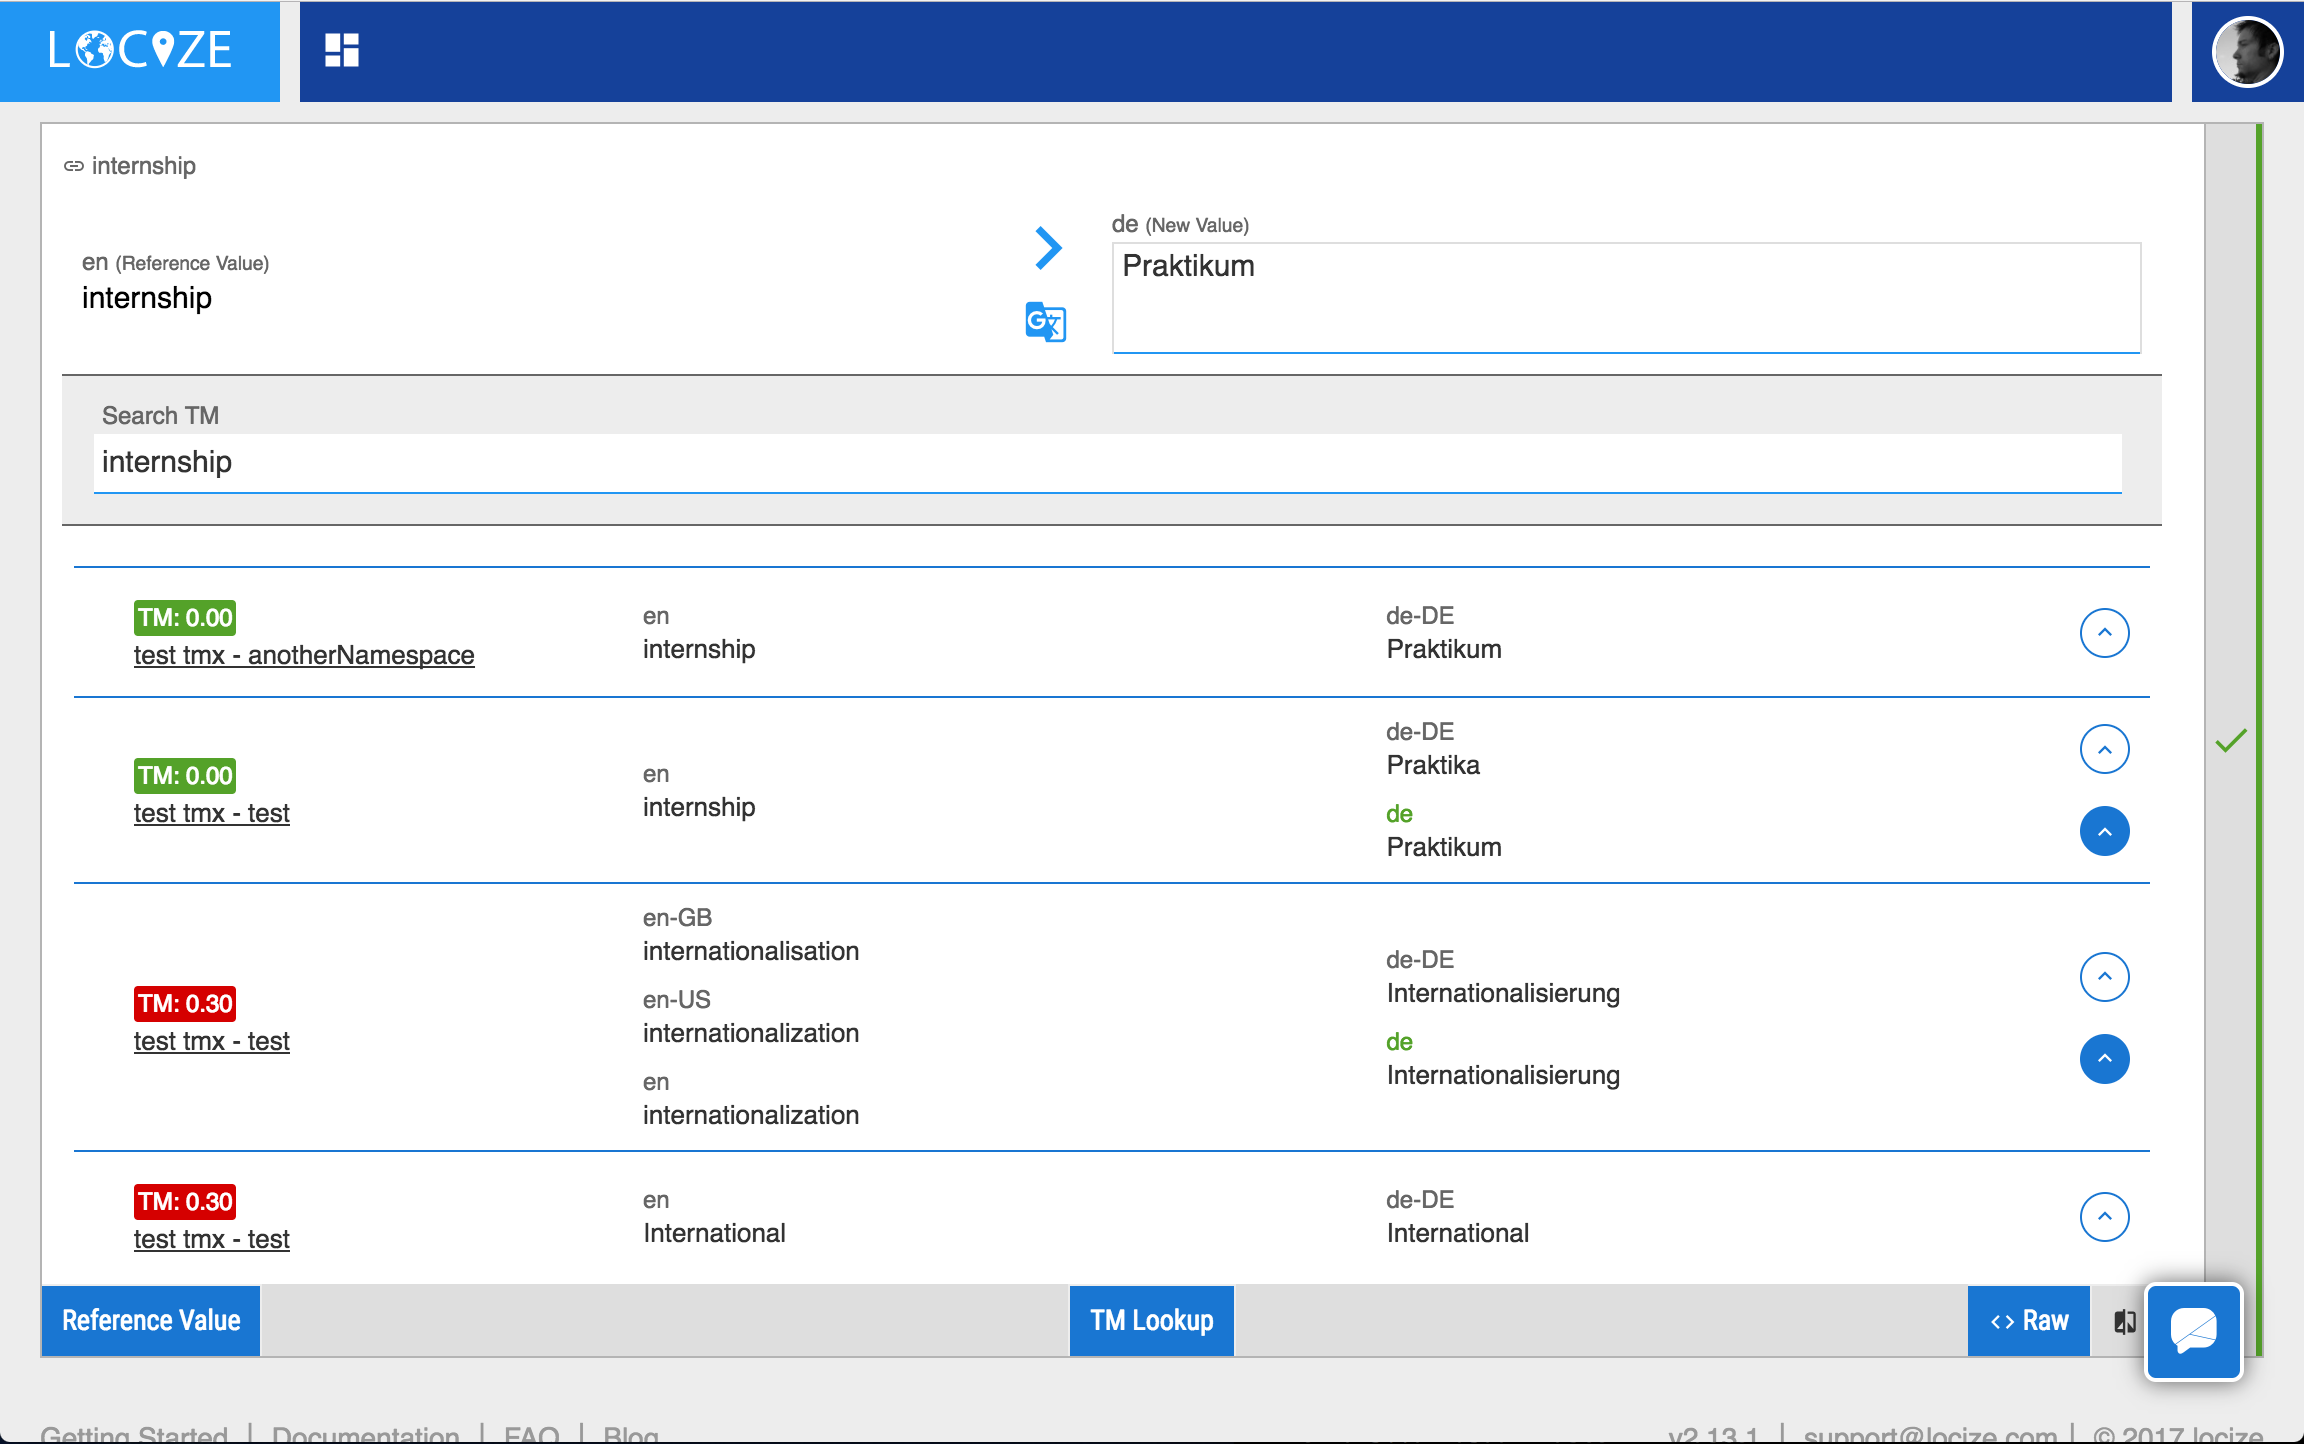 LOCIZE
internship
de (New Value)
Praktikum
en (Reference Value)
internship
Search TM
internship
TM: 0.00
test tmx - anotherNamespace
en
internship
de-DE
Praktikum
TM: 0.00
test tmx - test
en
internship
de-DE
Praktika
de
Praktikum
TM: 0.30
test tmx - test
en-GB
internationalisation
en-US
internationalization
en
internationalization
de-DE
Internationalisierung
de
Internationalisierung
TM: 0.30
test tmx - test
en
International
de-DE
International
Reference Value
TM Lookup
<> Raw
Getting Started | Documentation | FAQ | Blog
v2.13.1 | support@locize.com | © 2017 locize